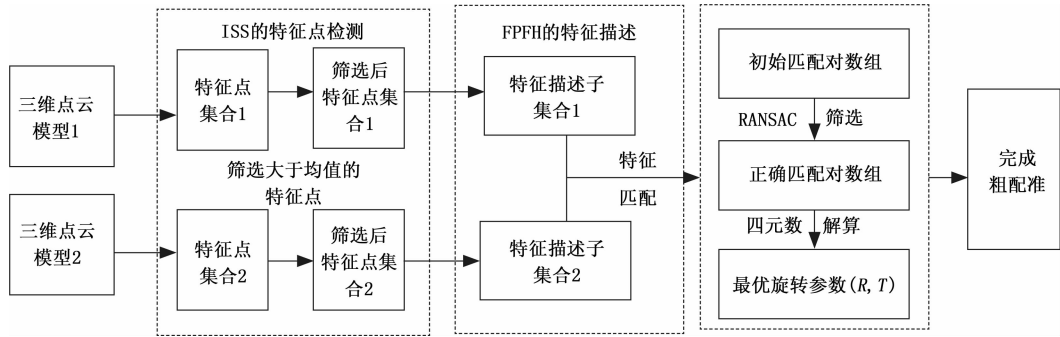 ISS的特征点检测
FPFH的特征描述
三维点云
模型1
特征点
集合1
筛选后
特征点集
合1
特征描述子
集合1
筛选大于均值的
特征点
三维点云
模型2
特征点
集合2
筛选后
特征点集
合2
特征描述子
集合2
特征
匹配
初始匹配对数组
RANSAC 筛选
正确匹配对数组
四元数 解算
最优旋转参数(R,T)
完成
粗配准